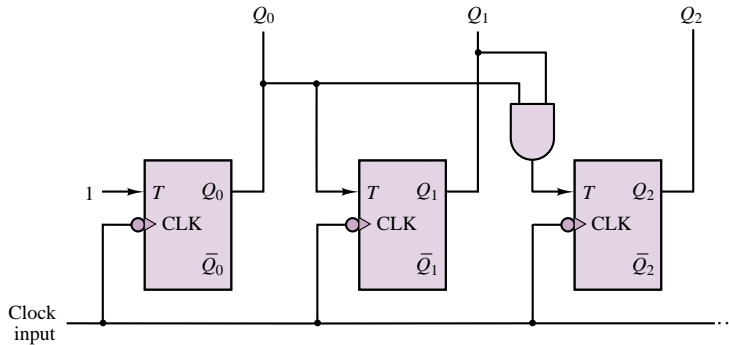 Q₀ Q₁ Q₂
1 T Q₀ T Q₁ T Q₂
CLK CLK CLK
Q̅₀ Q̅₁ Q̅₂
Clock
input